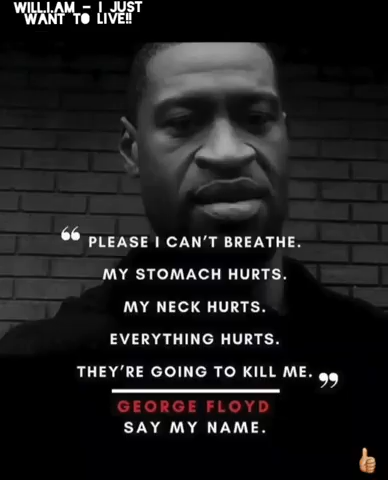 WILL.I.AM - I JUST
WANT TO LIVE!!
“ PLEASE I CAN'T BREATHE.
MY STOMACH HURTS.
MY NECK HURTS.
EVERYTHING HURTS.
THEY'RE GOING TO KILL ME. ”
GEORGE FLOYD
SAY MY NAME.